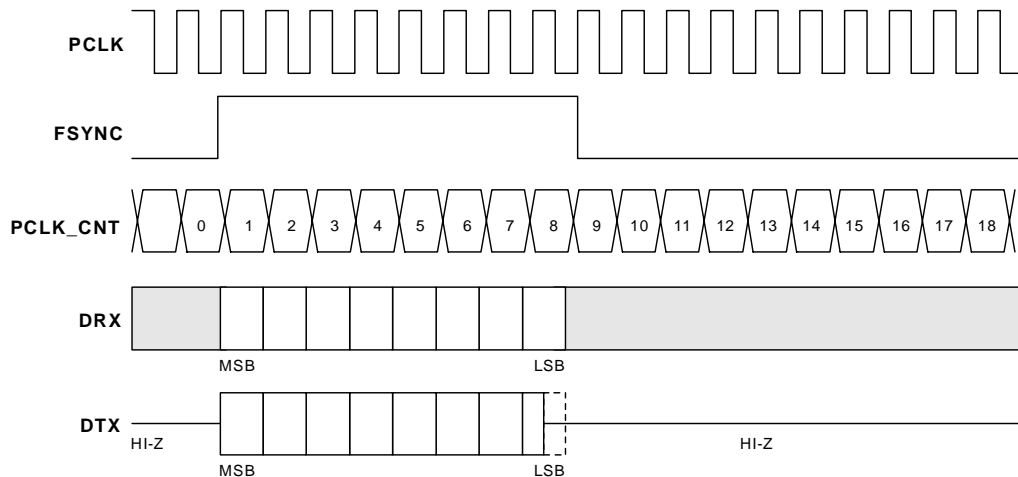 PCLK
FSYNC
PCLK_CNT 0 1 2 3 4 5 6 7 8 9 10 11 12 13 14 15 16 17 18
DRX
MSB LSB
DTX
HI-Z HI-Z
MSB LSB